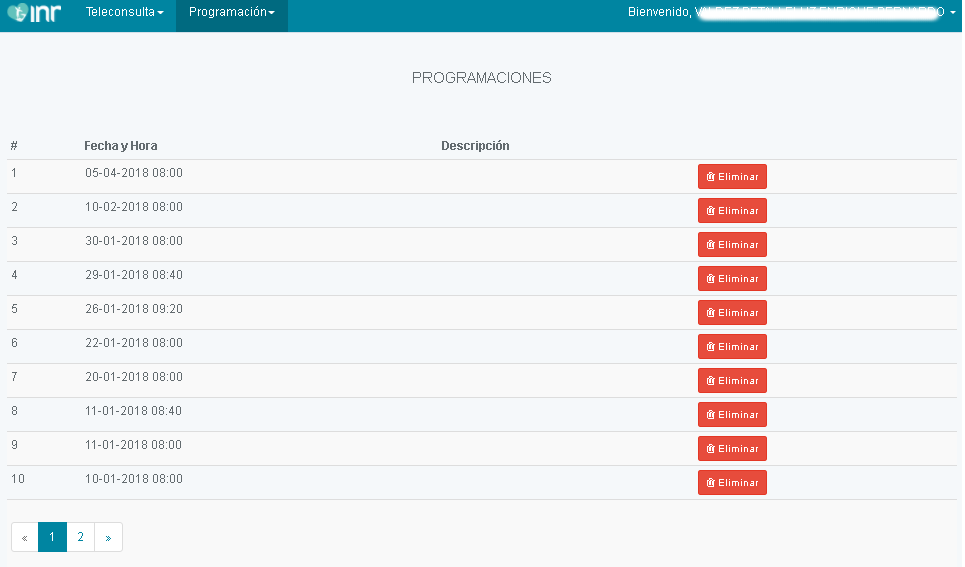 inr Teleconsulta Programación Bienvenido,
PROGRAMACIONES
# Fecha y Hora Descripción
1 05-04-2018 08:00 Eliminar
2 10-02-2018 08:00 Eliminar
3 30-01-2018 08:00 Eliminar
4 29-01-2018 08:40 Eliminar
5 26-01-2018 09:20 Eliminar
6 22-01-2018 08:00 Eliminar
7 20-01-2018 08:00 Eliminar
8 11-01-2018 08:40 Eliminar
9 11-01-2018 08:00 Eliminar
10 10-01-2018 08:00 Eliminar
« 1 2 »